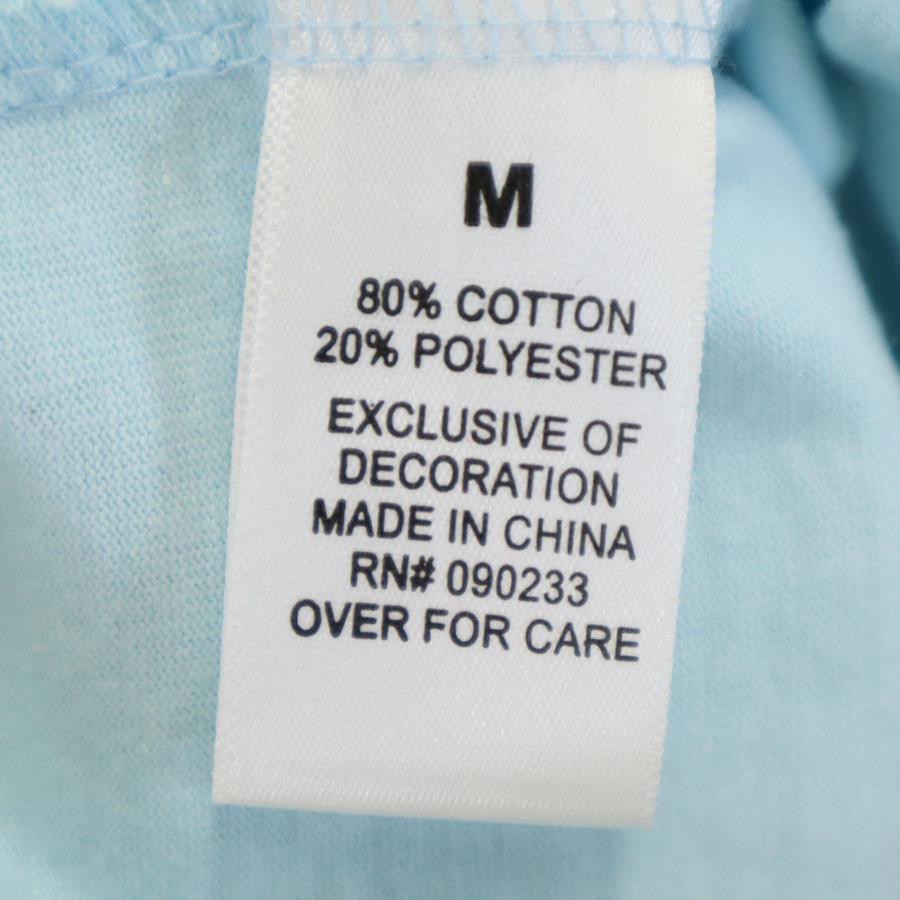 M
80% COTTON
20% POLYESTER
EXCLUSIVE OF
DECORATION
MADE IN CHINA
RN# 090233
OVER FOR CARE